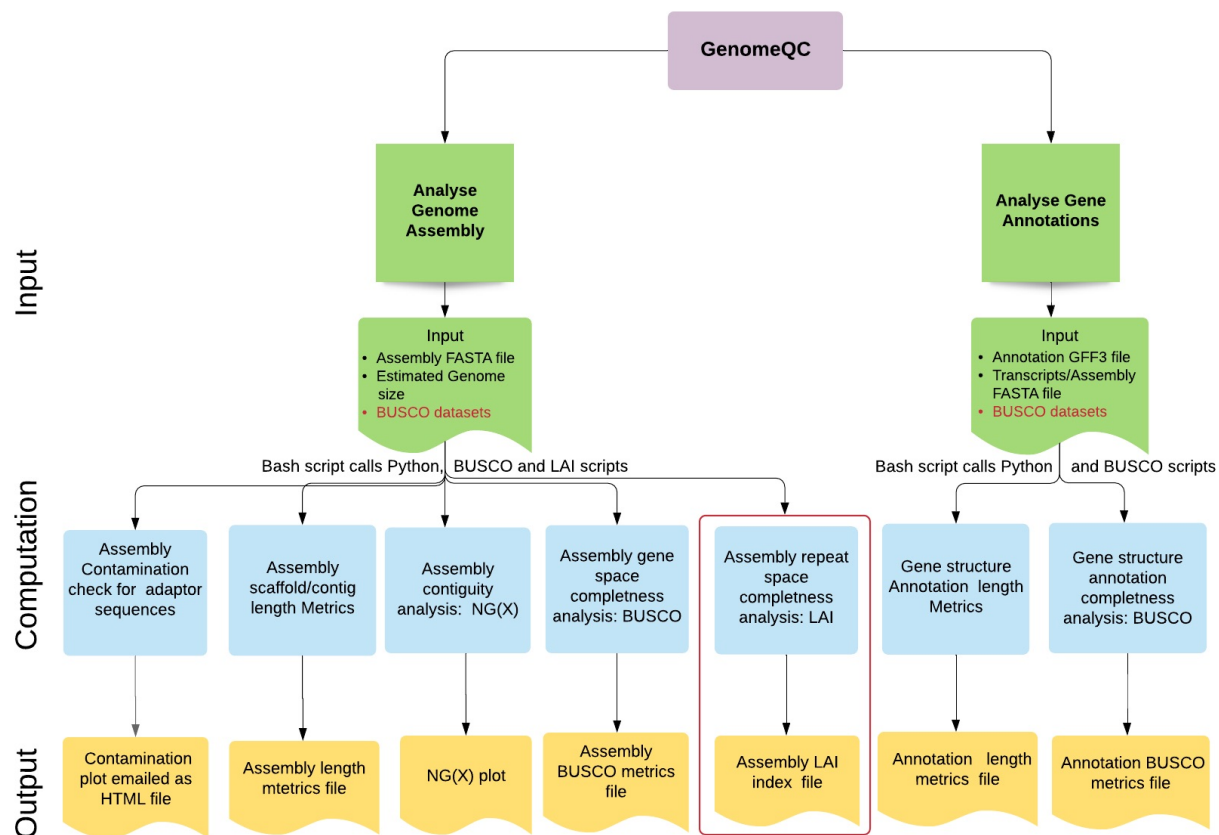 GenomeQC
Analyse
Genome
Assembly
Analyse Gene
Annotations
Input
Input
• Assembly FASTA file
• Estimated Genome
size
• BUSCO datasets
Input
• Annotation GFF3 file
• Transcripts/Assembly
FASTA file
• BUSCO datasets
Bash script calls Python, BUSCO and LAI scripts
Bash script calls Python and BUSCO scripts
Computation
Assembly
Contamination
check for adaptor
sequences
Assembly
scaffold/contig
length Metrics
Assembly
contiguity
analysis: NG(X)
Assembly gene
space
completness
analysis: BUSCO
Assembly repeat
space
completness
analysis: LAI
Gene structure
Annotation length
Metrics
Gene structure
annotation
completness
analysis: BUSCO
Output
Contamination
plot emailed as
HTML file
Assembly length
mtetrics file
NG(X) plot
Assembly
BUSCO metrics
file
Assembly LAI
index file
Annotation length
metrics file
Annotation BUSCO
metrics file